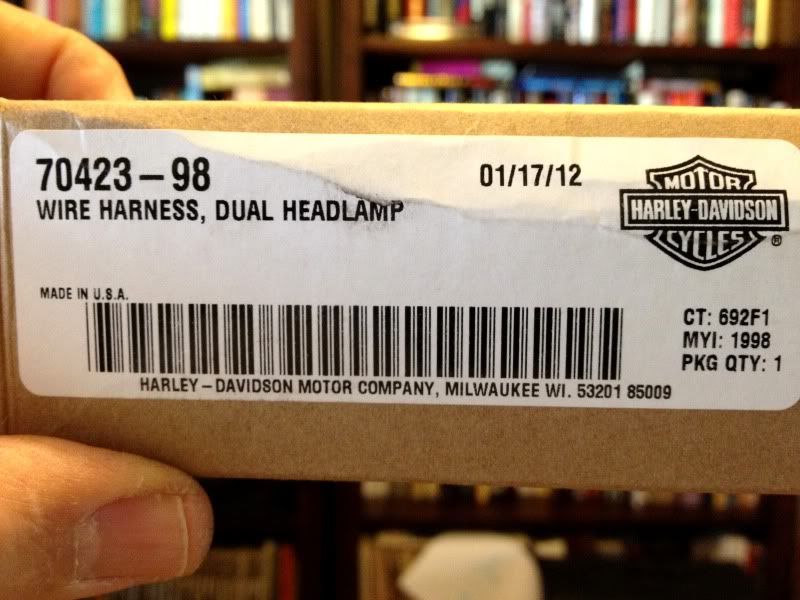 70423-98 01/17/12
WIRE HARNESS, DUAL HEADLAMP
MOTOR
HARLEY-DAVIDSON
CYCLES ®
MADE IN U.S.A.
CT: 692F1
MYI: 1998
PKG QTY: 1
HARLEY-DAVIDSON MOTOR COMPANY, MILWAUKEE WI. 53201 85009